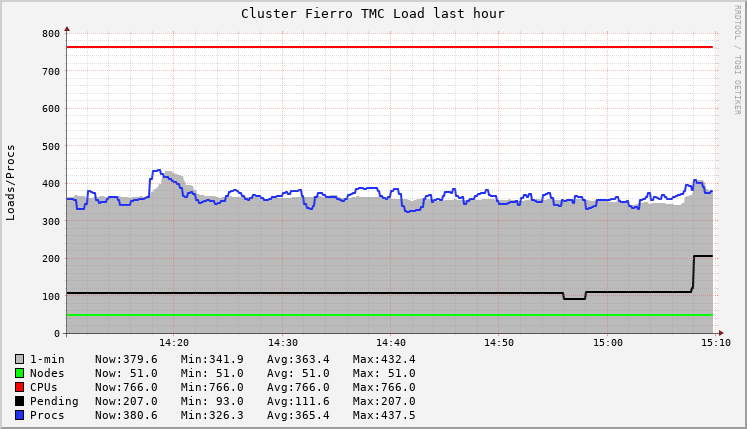 Cluster Fierro TMC Load last hour
RRDTOOL / TOBI OETIKER
Loads/Procs
800
700
600
500
400
300
200
100
0
14:20 14:30 14:40 14:50 15:00 15:10
1-min Now:379.6 Min:341.9 Avg:363.4 Max:432.4
Nodes Now: 51.0 Min: 51.0 Avg: 51.0 Max: 51.0
CPUs Now:766.0 Min:766.0 Avg:766.0 Max:766.0
Pending Now:207.0 Min: 93.0 Avg:111.6 Max:207.0
Procs Now:380.6 Min:326.3 Avg:365.4 Max:437.5